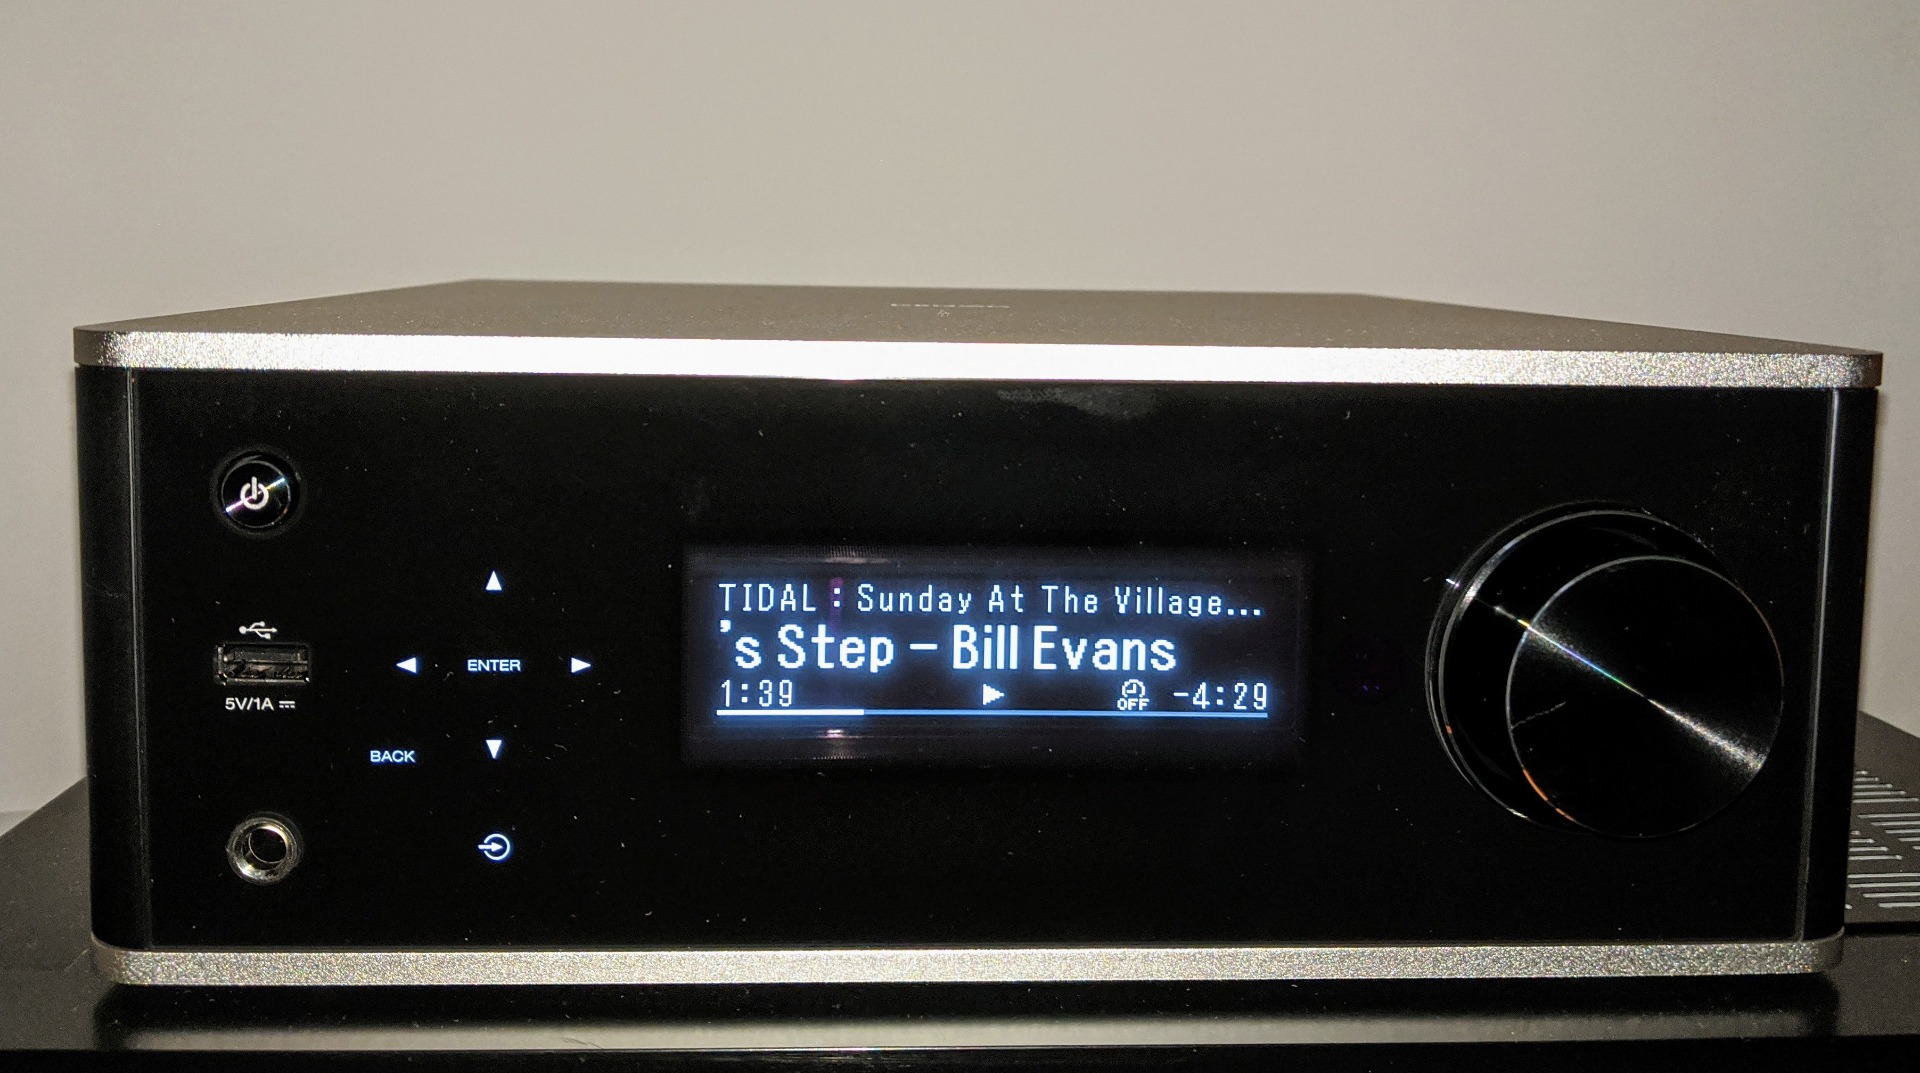 TIDAL : Sunday At The Village...
's Step – Bill Evans
1:39 OFF -4:29
5V/1A
ENTER
BACK